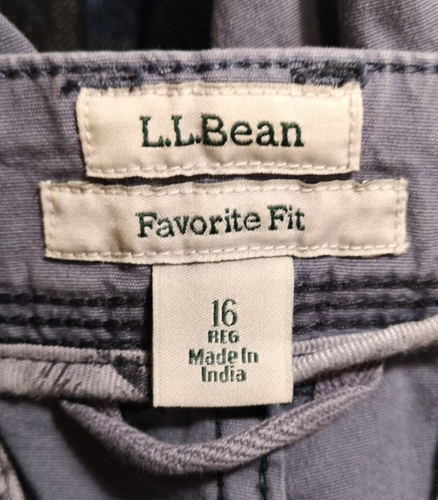 L.L.Bean
Favorite Fit
16
REG
Made In
India